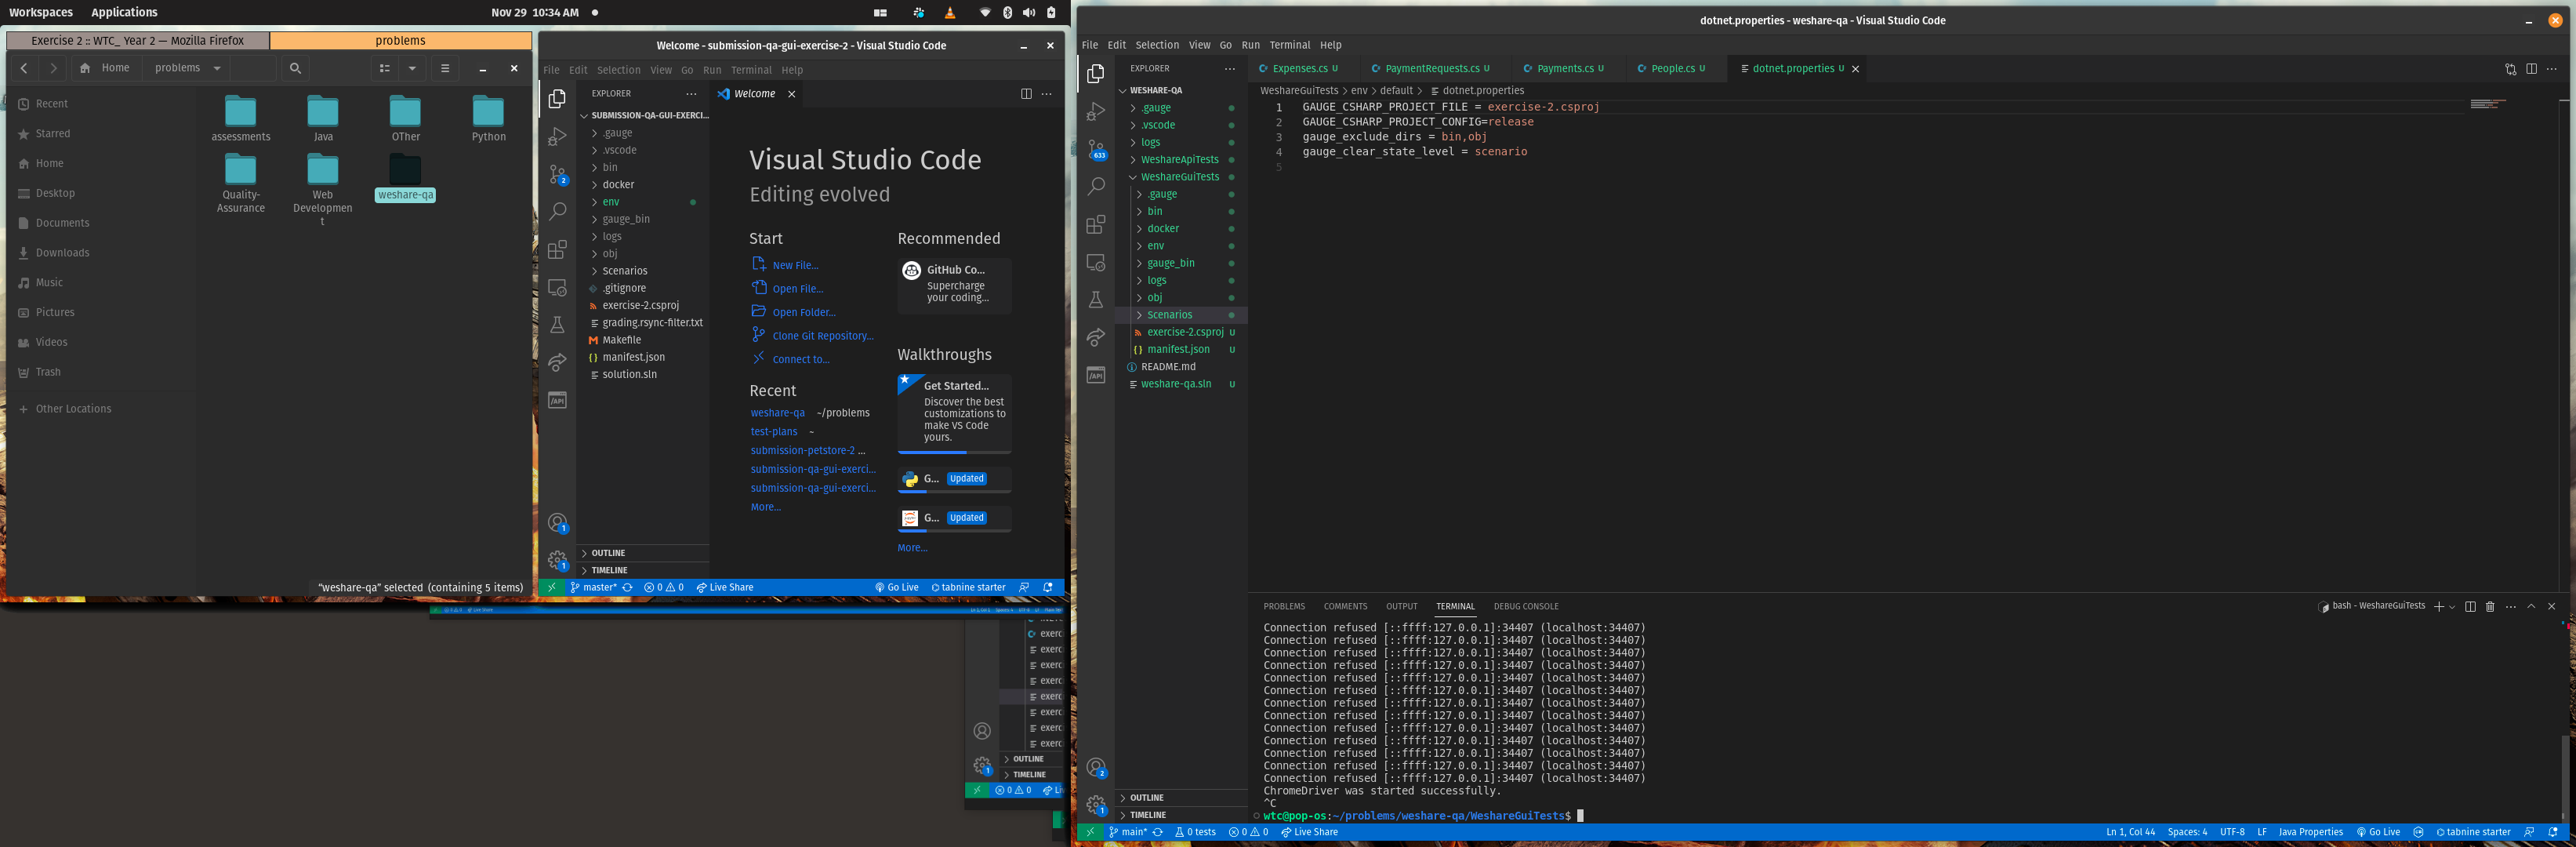 Workspaces Applications
Nov 29 10:34 AM
Exercise 2 :: WTC_ Year 2 — Mozilla Firefox
problems
Home
problems
Recent
Starred
Home
Desktop
Documents
Downloads
Music
Pictures
Videos
Trash
Other Locations
assessments
Java
OTher
Python
Quality-
Assurance
Web
Developmen
t
weshare-qa
“weshare-qa” selected (containing 5 items)
Welcome - submission-qa-gui-exercise-2 - Visual Studio Code
File Edit Selection View Go Run Terminal Help
EXPLORER
Welcome
SUBMISSION-QA-GUI-EXERCI...
.gauge
.vscode
bin
docker
env
gauge_bin
logs
obj
Scenarios
.gitignore
exercise-2.csproj
grading.rsync-filter.txt
Makefile
manifest.json
solution.sln
2
1
1
OUTLINE
TIMELINE
Visual Studio Code
Editing evolved
Start
New File...
Open File...
Open Folder...
Clone Git Repository...
Connect to...
Recent
weshare-qa ~/problems
test-plans ~
submission-petstore-2 ...
submission-qa-gui-exerci...
submission-qa-gui-exerci...
More...
Recommended
GitHub Co...
Supercharge
your coding...
Walkthroughs
Get Started...
Discover the best
customizations to
make VS Code
yours.
G... Updated
G... Updated
More...
master* 0 0 Live Share
Go Live tabnine starter
exerc
exerc
exerc
exerc
exerc
exerc
exerc
exerc
OUTLINE
TIMELINE
1
0 0
dotnet.properties - weshare-qa - Visual Studio Code
File Edit Selection View Go Run Terminal Help
EXPLORER
Expenses.cs U
PaymentRequests.cs U
Payments.cs U
People.cs U
dotnet.properties U
WESHARE-QA
.gauge
.vscode
logs
WeshareApiTests
WeshareGuiTests
.gauge
bin
docker
env
gauge_bin
logs
obj
Scenarios
exercise-2.csproj U
manifest.json U
README.md
weshare-qa.sln U
633
2
1
OUTLINE
TIMELINE
WeshareGuiTests > env > default > dotnet.properties
1 GAUGE_CSHARP_PROJECT_FILE = exercise-2.csproj
2 GAUGE_CSHARP_PROJECT_CONFIG=release
3 gauge_exclude_dirs = bin,obj
4 gauge_clear_state_level = scenario
5
PROBLEMS COMMENTS OUTPUT TERMINAL DEBUG CONSOLE
bash - WeshareGuiTests
Connection refused [::ffff:127.0.0.1]:34407 (localhost:34407)
Connection refused [::ffff:127.0.0.1]:34407 (localhost:34407)
Connection refused [::ffff:127.0.0.1]:34407 (localhost:34407)
Connection refused [::ffff:127.0.0.1]:34407 (localhost:34407)
Connection refused [::ffff:127.0.0.1]:34407 (localhost:34407)
Connection refused [::ffff:127.0.0.1]:34407 (localhost:34407)
Connection refused [::ffff:127.0.0.1]:34407 (localhost:34407)
Connection refused [::ffff:127.0.0.1]:34407 (localhost:34407)
Connection refused [::ffff:127.0.0.1]:34407 (localhost:34407)
Connection refused [::ffff:127.0.0.1]:34407 (localhost:34407)
Connection refused [::ffff:127.0.0.1]:34407 (localhost:34407)
Connection refused [::ffff:127.0.0.1]:34407 (localhost:34407)
Connection refused [::ffff:127.0.0.1]:34407 (localhost:34407)
ChromeDriver was started successfully.
^C
wtc@pop-os:~/problems/weshare-qa/WeshareGuiTests$
main* 0 tests 0 0 Live Share
Ln 1, Col 44 Spaces: 4 UTF-8 LF Java Properties Go Live tabnine starter